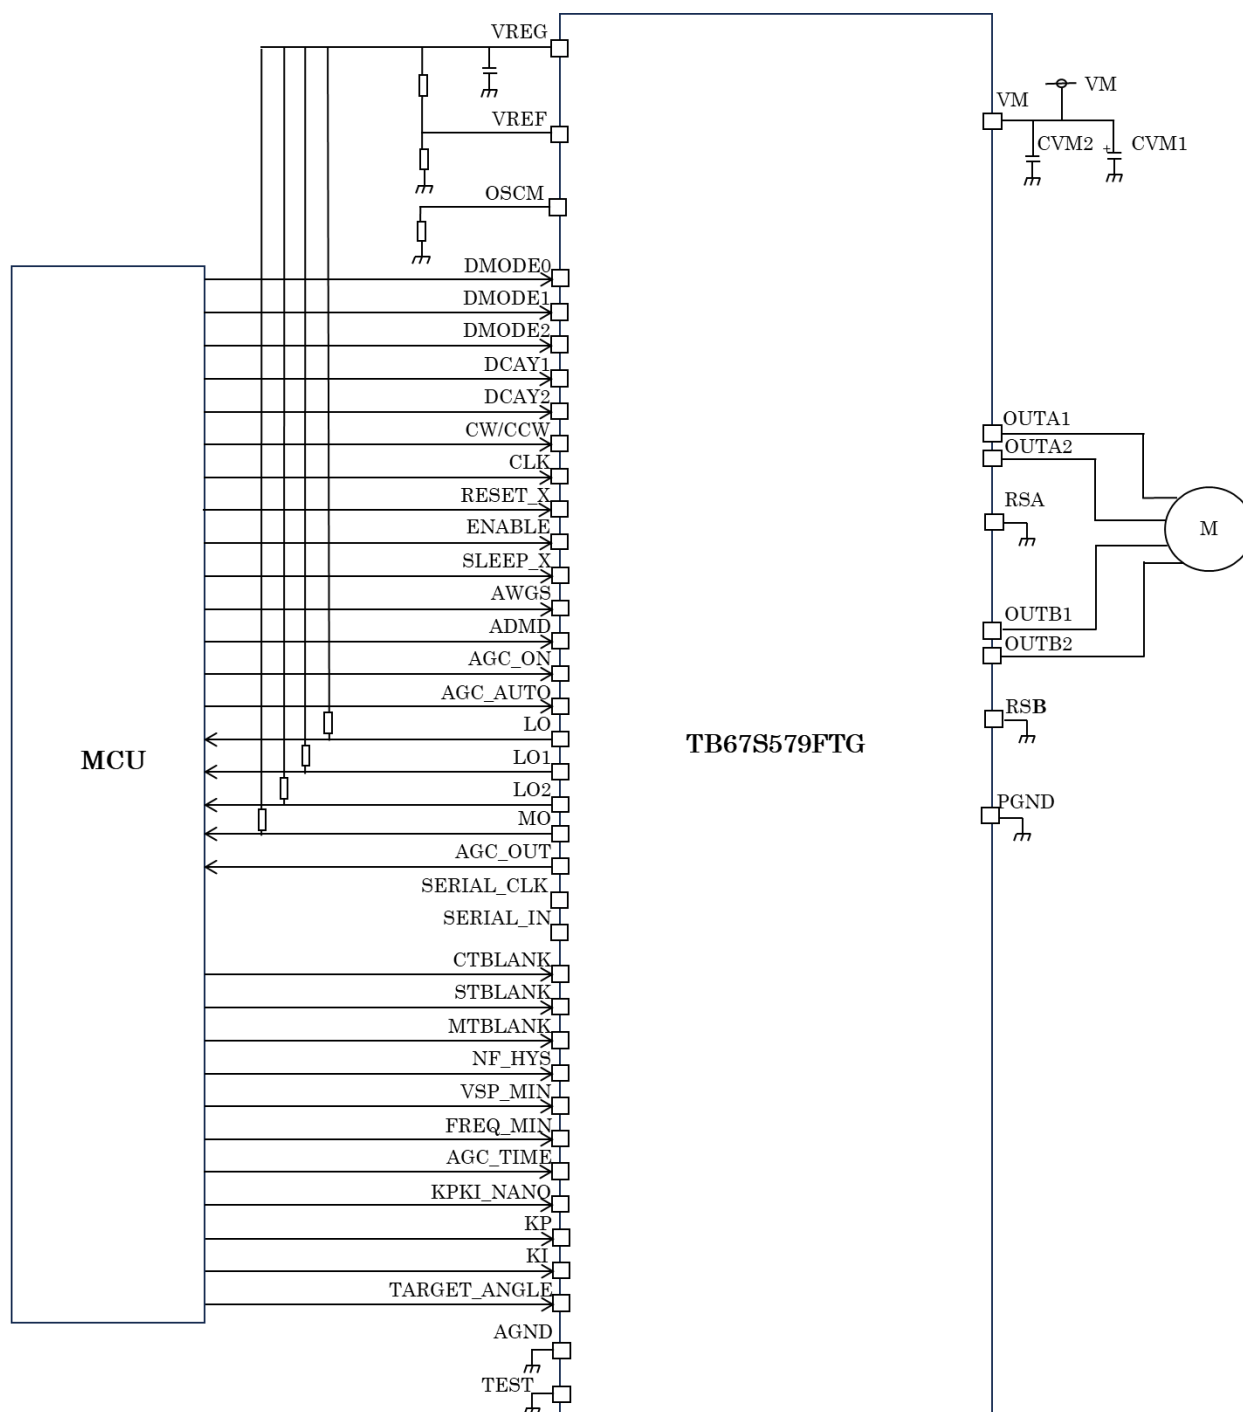 VREG
VM
VM
VREF
CVM2
+
CVM1
OSCM
DMODE0
DMODE1
DMODE2
DCAY1
DCAY2
CW/CCW
CLK
RESET_X
ENABLE
SLEEP_X
AWGS
ADMD
AGC_ON
AGC_AUTO
LO
LO1
LO2
MO
AGC_OUT
SERIAL_CLK
SERIAL_IN
CTBLANK
STBLANK
MTBLANK
NF_HYS
VSP_MIN
FREQ_MIN
AGC_TIME
KPKI_NANO
KP
KI
TARGET_ANGLE
AGND
TEST
MCU
TB67S579FTG
OUTA1
OUTA2
RSA
M
OUTB1
OUTB2
RSB
PGND